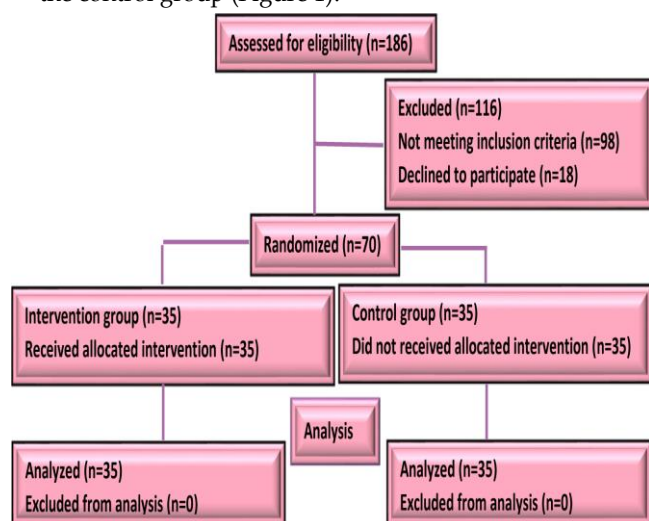 the control group (Figure 1).
Assessed for eligibility (n=186)
Excluded (n=116)
Not meeting inclusion criteria (n=98)
Declined to participate (n=18)
Randomized (n=70)
Intervention group (n=35)
Received allocated intervention (n=35)
Control group (n=35)
Did not received allocated intervention (n=35)
Analysis
Analyzed (n=35)
Excluded from analysis (n=0)
Analyzed (n=35)
Excluded from analysis (n=0)